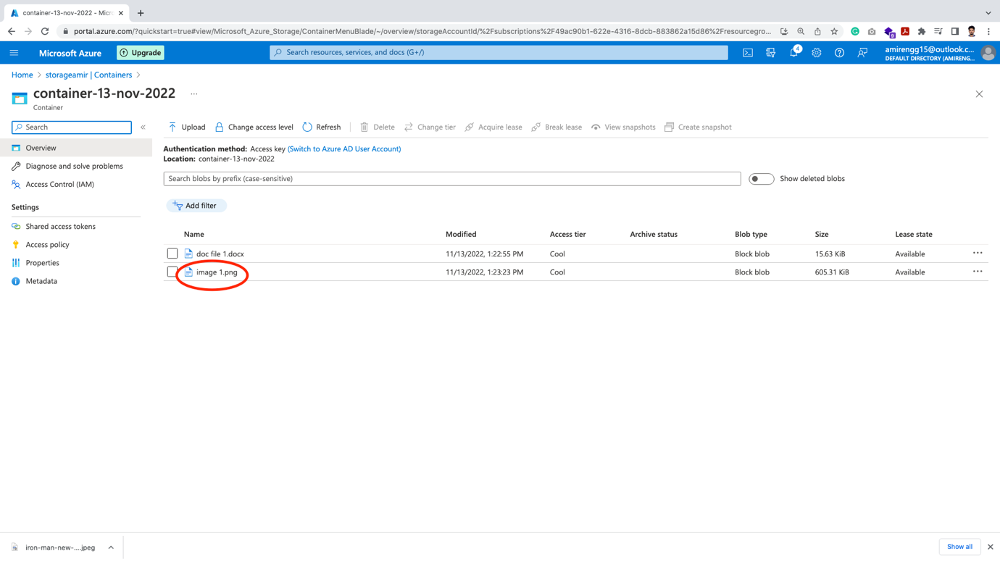 container-13-nov-2022 - Micr
portal.azure.com/?quickstart=true#view/Microsoft_Azure_Storage/ContainerMenuBlade/~/overview/storageAccountId/%2Fsubscriptions%2F49ac90b1-622e-4316-8dcb-883862a15d86%2Fresourcegro...
9
Microsoft Azure
Upgrade
Search resources, services, and docs (G+/)
4
amirengg15@outlook.c...
DEFAULT DIRECTORY (AMIRENG...
Home > storageamir | Containers >
container-13-nov-2022 ...
Container
Search «
Upload Change access level Refresh Delete Change tier Acquire lease Break lease View snapshots Create snapshot
Overview
Diagnose and solve problems
Access Control (IAM)
Settings
Shared access tokens
Access policy
Properties
Metadata
Authentication method: Access key (Switch to Azure AD User Account)
Location: container-13-nov-2022
Search blobs by prefix (case-sensitive) Show deleted blobs
Add filter
Name Modified Access tier Archive status Blob type Size Lease state
doc file 1.docx 11/13/2022, 1:22:55 PM Cool Block blob 15.63 KiB Available ...
image 1.png 11/13/2022, 1:23:23 PM Cool Block blob 605.31 KiB Available ...
iron-man-new-....jpeg Show all